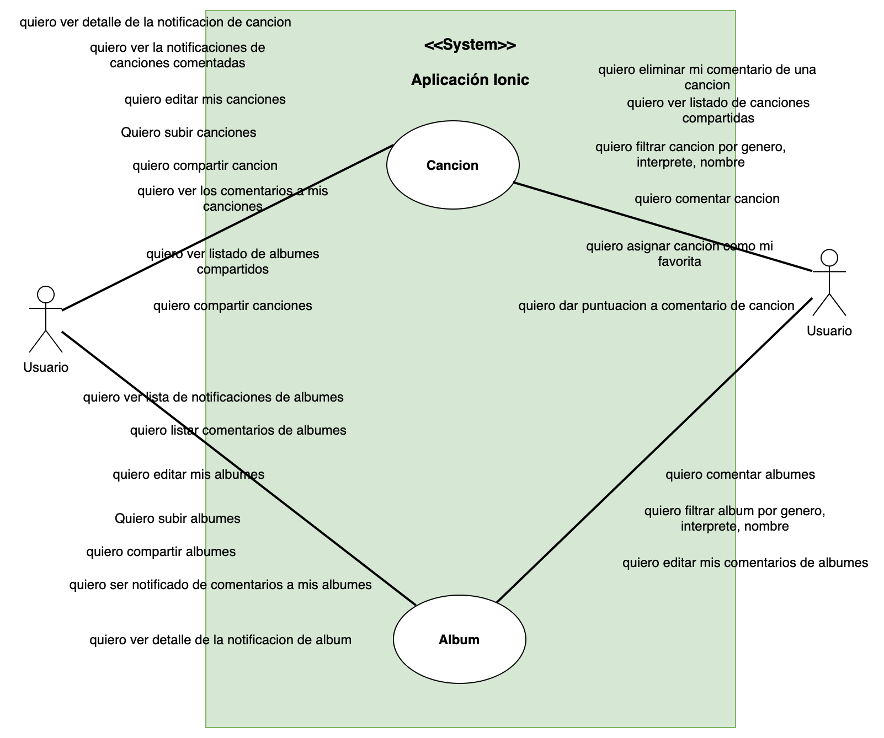 quiero ver detalle de la notificacion de cancion
quiero ver la notificaciones de
canciones comentadas
quiero editar mis canciones
Quiero subir canciones
quiero compartir cancion
quiero ver los comentarios a mis
canciones
quiero ver listado de albumes
compartidos
quiero compartir canciones
Usuario
quiero ver lista de notificaciones de albumes
quiero listar comentarios de albumes
quiero editar mis albumes
Quiero subir albumes
quiero compartir albumes
quiero ser notificado de comentarios a mis albumes
quiero ver detalle de la notificacion de album
<<System>>
Aplicación Ionic
Cancion
Album
quiero eliminar mi comentario de una
cancion
quiero ver listado de canciones
compartidas
quiero filtrar cancion por genero,
interprete, nombre
quiero comentar cancion
quiero asignar cancion como mi
favorita
quiero dar puntuacion a comentario de cancion
Usuario
quiero comentar albumes
quiero filtrar album por genero,
interprete, nombre
quiero editar mis comentarios de albumes